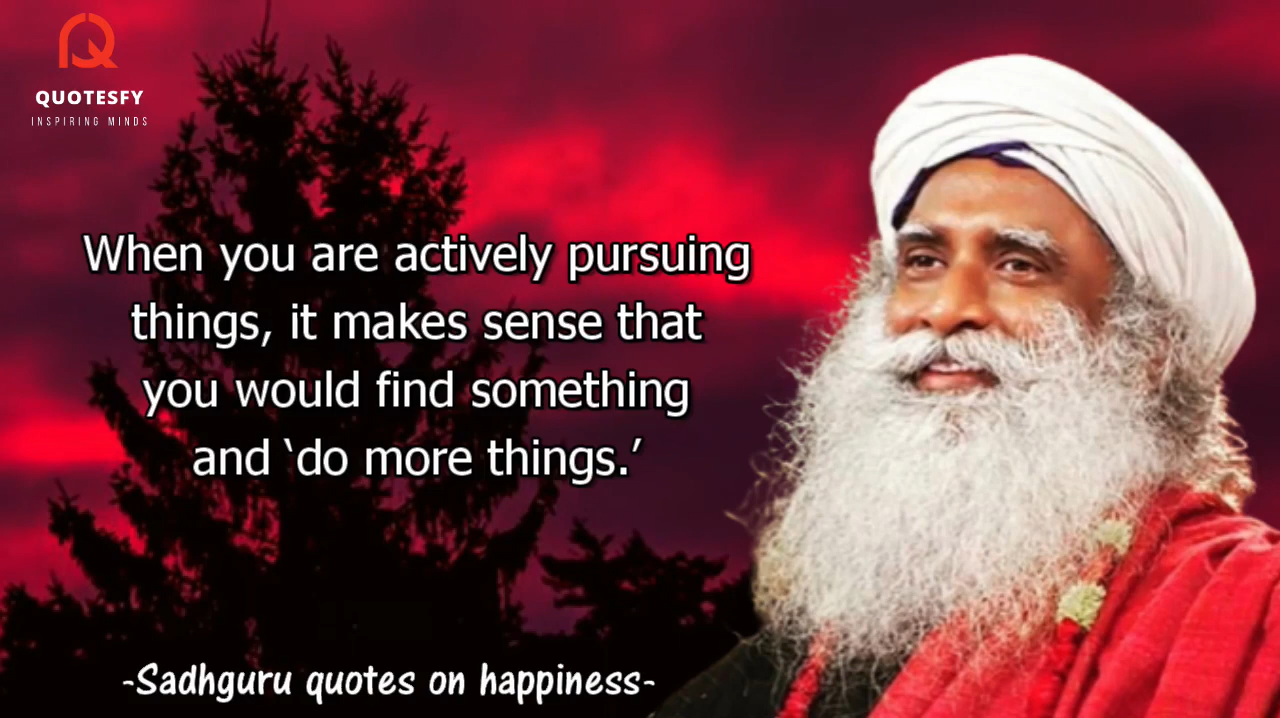 QUOTESFY
INSPIRING MINDS
When you are actively pursuing
things, it makes sense that
you would find something
and ‘do more things.’
-Sadhguru quotes on happiness-